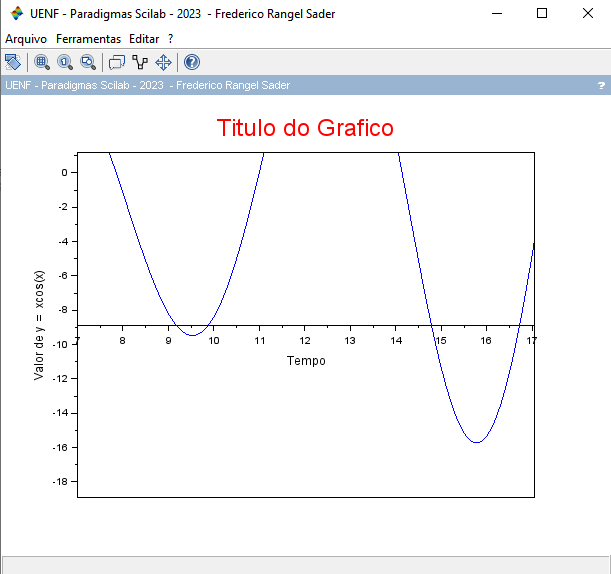 UENF - Paradigmas Scilab - 2023  - Frederico Rangel Sader
Arquivo Ferramentas Editar ?
UENF - Paradigmas Scilab - 2023  - Frederico Rangel Sader ?
Titulo do Grafico
0
-2
-4
-6
-8
-10
-12
-14
-16
-18
Valor de y = xcos(x)
7 8 9 10 11 12 13 14 15 16 17
Tempo